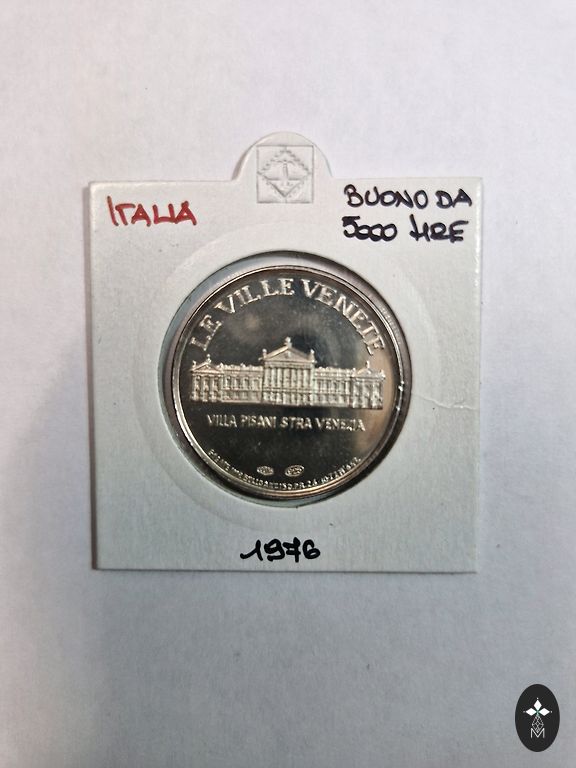 ITALIA
BUONO DA
5000 LIRE
LE VILLE VENETE
VILLA PISANI STRA VENEZIA
1976
M